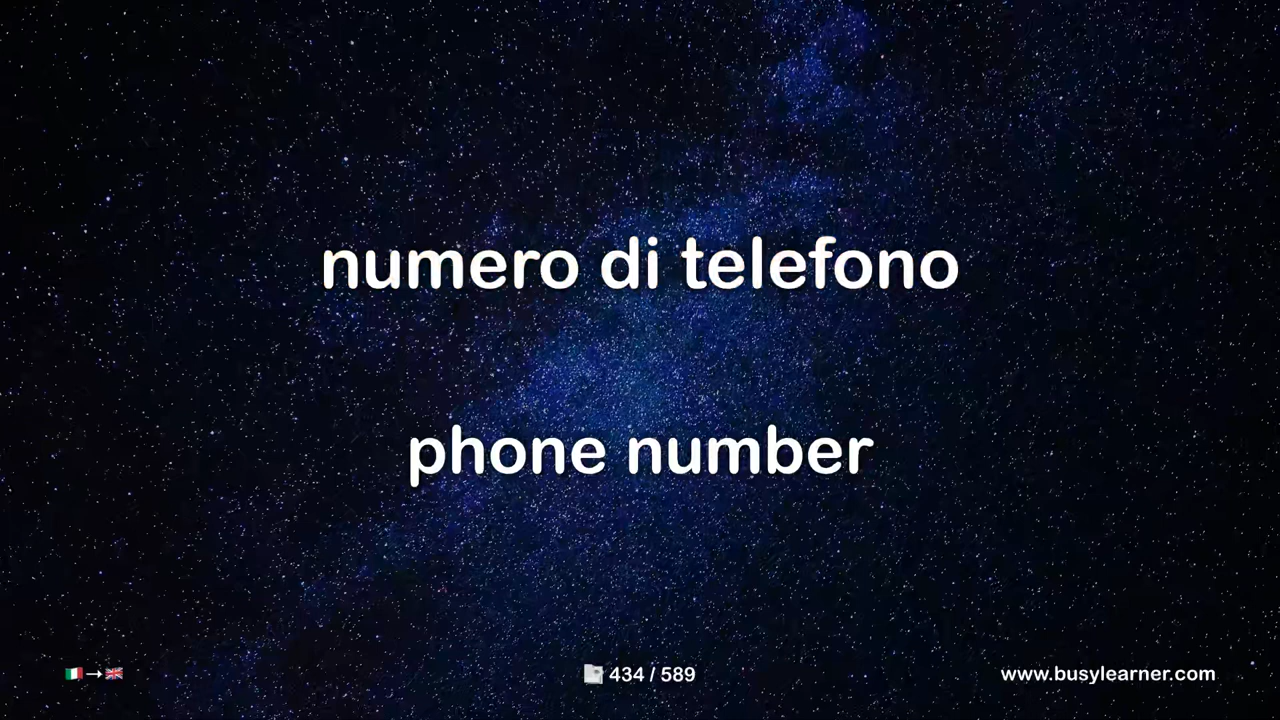 numero di telefono
phone number
🇮🇹→🇬🇧 434 / 589 www.busylearner.com